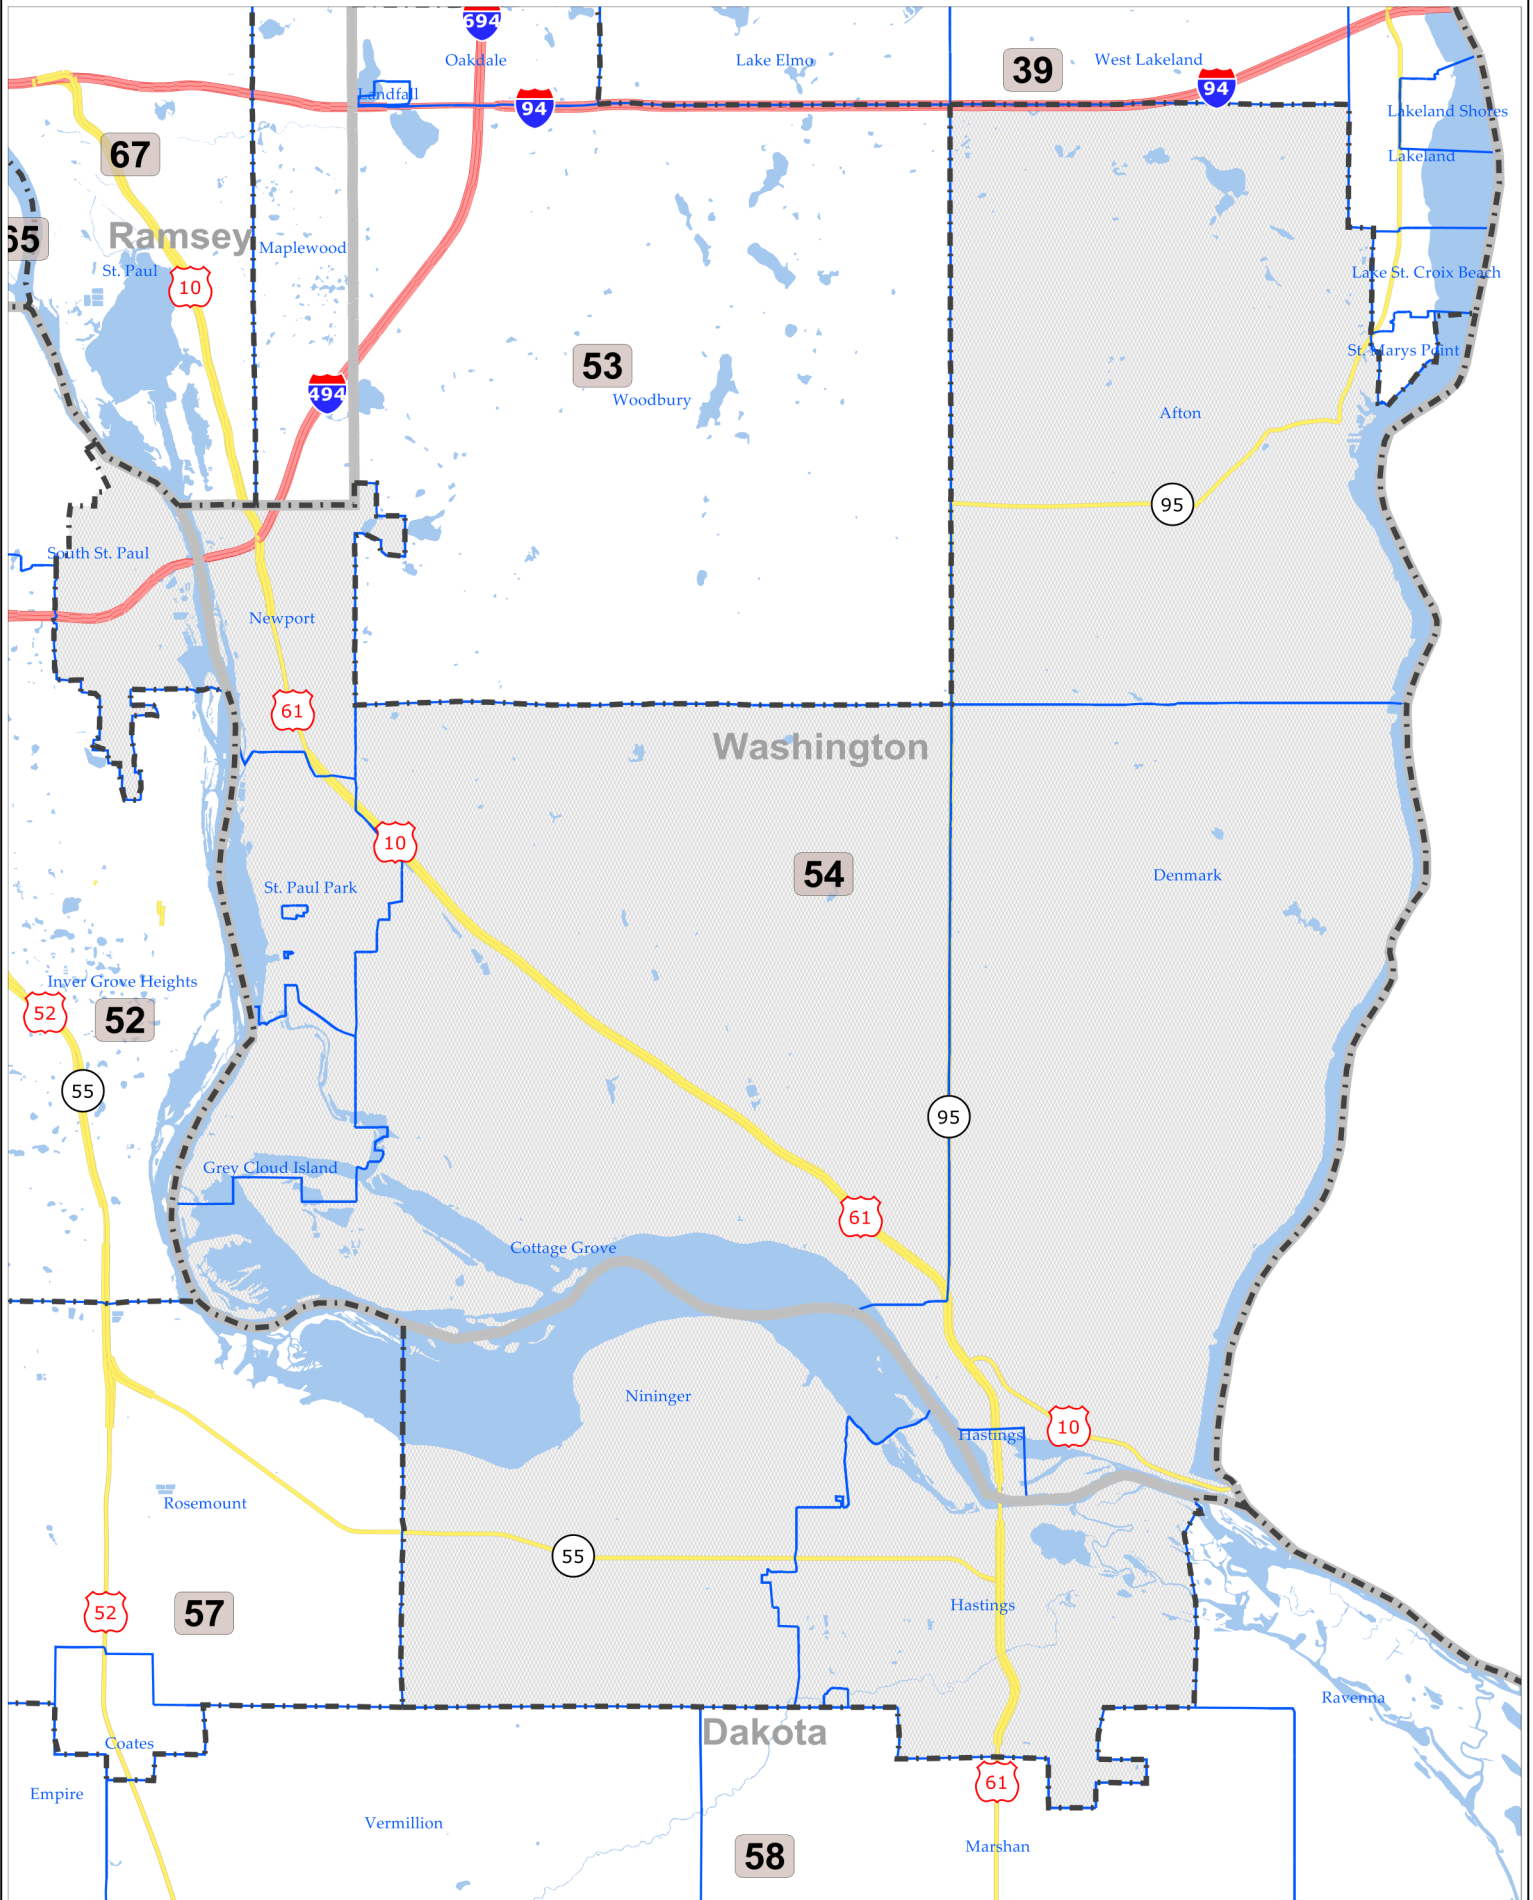 694
Oakdale
Lake Elmo
39
West Lakeland
94
Landfall
94
Lakeland Shores
67
Lakeland
65
Ramsey
Maplewood
St. Paul
Lake St. Croix Beach
10
St. Marys Point
53
494
Woodbury
Afton
95
South St. Paul
Newport
61
Washington
10
54
Denmark
St. Paul Park
Inver Grove Heights
52
52
55
95
Grey Cloud Island
61
Cottage Grove
Nininger
10
Hastings
Rosemount
55
Hastings
52
57
Ravenna
Dakota
Coates
61
Empire
Vermillion
Marshan
58